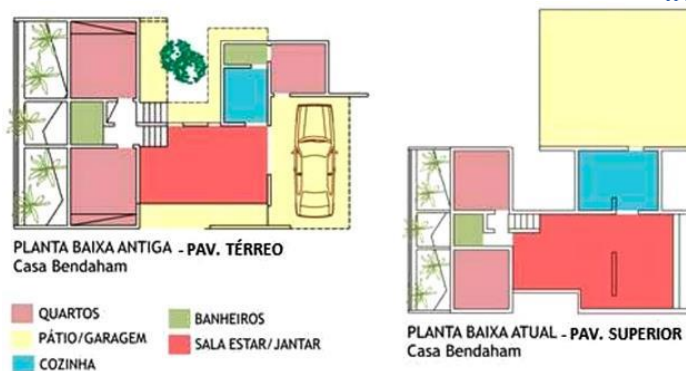 PLANTA BAIXA ANTIGA - PAV. TÉRREO
Casa Bendaham
QUARTOS
PÁTIO/GARAGEM
COZINHA
BANHEIROS
SALA ESTAR/JANTAR
PLANTA BAIXA ATUAL - PAV. SUPERIOR
Casa Bendaham